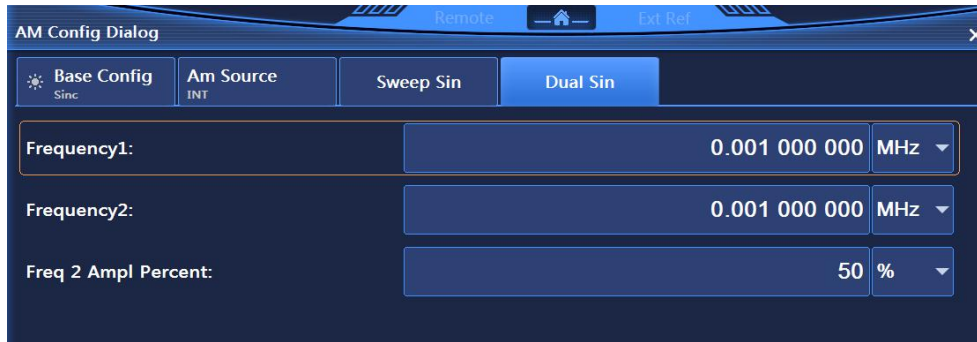 Remote Ext Ref
AM Config Dialog
Base Config Am Source Sweep Sin Dual Sin
Sinc INT
Frequency1: 0.001 000 000 MHz
Frequency2: 0.001 000 000 MHz
Freq 2 Ampl Percent: 50 %